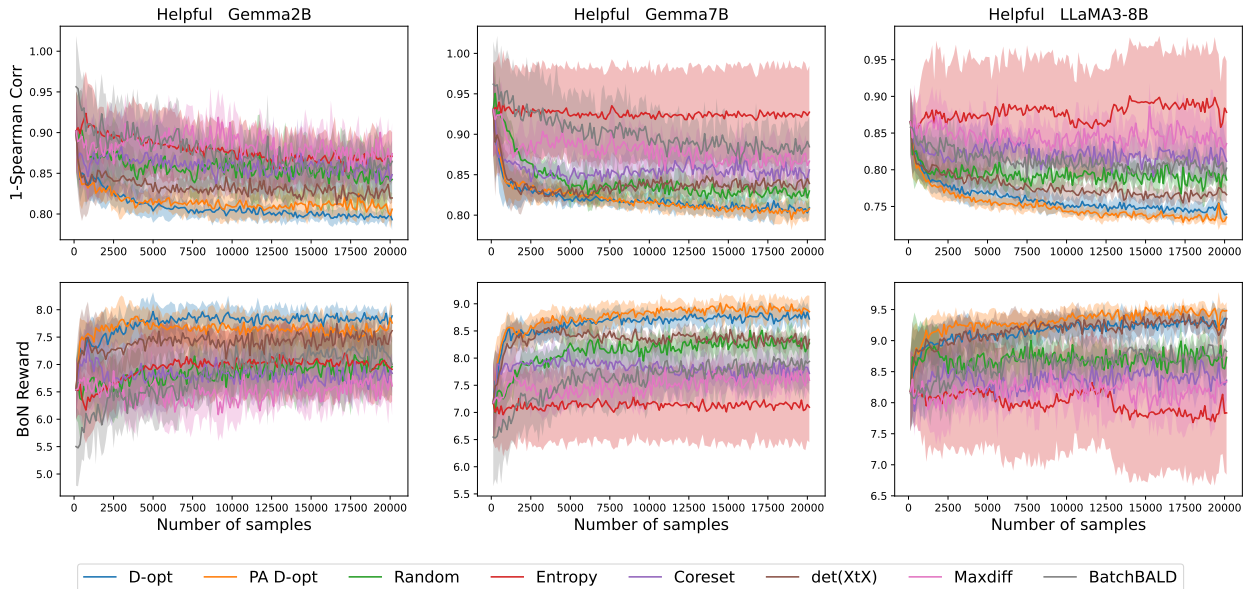 Helpful   Gemma2B
Helpful   Gemma7B
Helpful   LLaMA3-8B
1-Spearman Corr
1.00
0.95
0.90
0.85
0.80
0 2500 5000 7500 10000 12500 15000 17500 20000
1.00
0.95
0.90
0.85
0.80
0 2500 5000 7500 10000 12500 15000 17500 20000
0.95
0.90
0.85
0.80
0.75
0 2500 5000 7500 10000 12500 15000 17500 20000
BoN Reward
8.0
7.5
7.0
6.5
6.0
5.5
5.0
0 2500 5000 7500 10000 12500 15000 17500 20000
Number of samples
9.0
8.5
8.0
7.5
7.0
6.5
6.0
5.5
0 2500 5000 7500 10000 12500 15000 17500 20000
Number of samples
9.5
9.0
8.5
8.0
7.5
7.0
6.5
0 2500 5000 7500 10000 12500 15000 17500 20000
Number of samples
D-opt PA D-opt Random Entropy Coreset det(XtX) Maxdiff BatchBALD